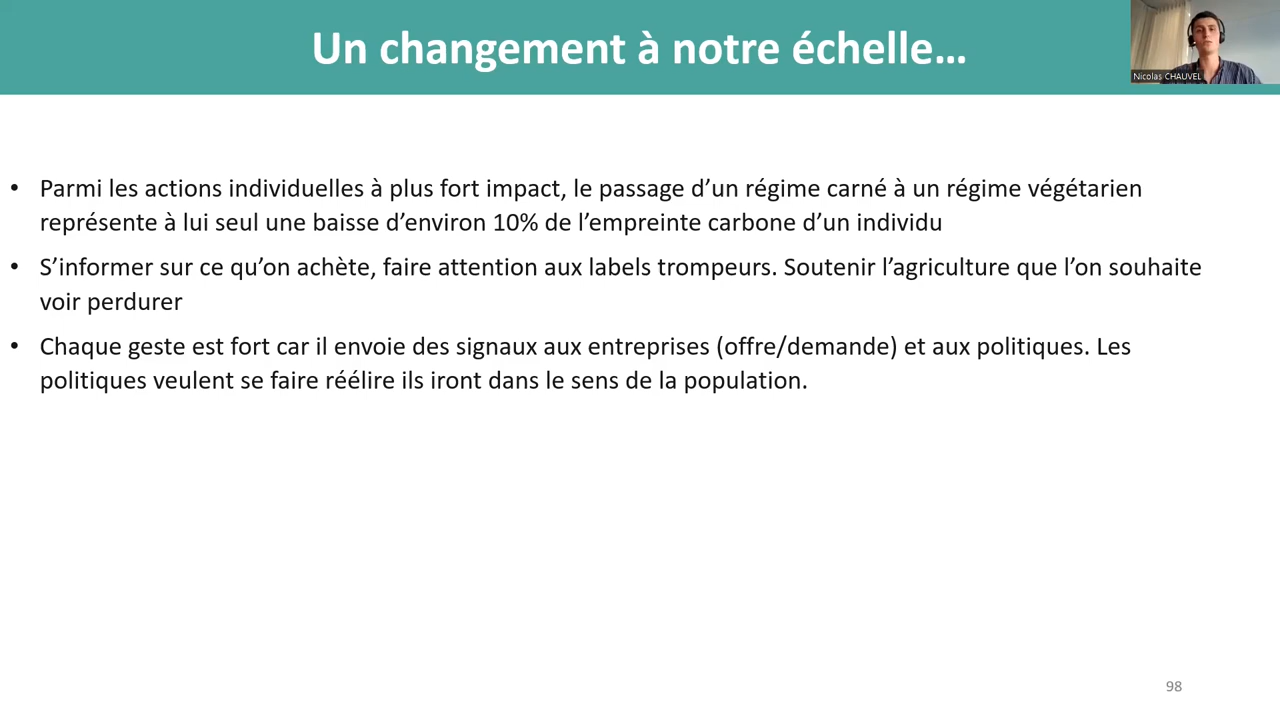 Un changement à notre échelle…
Nicolas CHAUVEL
• Parmi les actions individuelles à plus fort impact, le passage d’un régime carné à un régime végétarien
représente à lui seul une baisse d’environ 10% de l’empreinte carbone d’un individu
• S’informer sur ce qu’on achète, faire attention aux labels trompeurs. Soutenir l’agriculture que l’on souhaite
voir perdurer
• Chaque geste est fort car il envoie des signaux aux entreprises (offre/demande) et aux politiques. Les
politiques veulent se faire réélire ils iront dans le sens de la population.
98